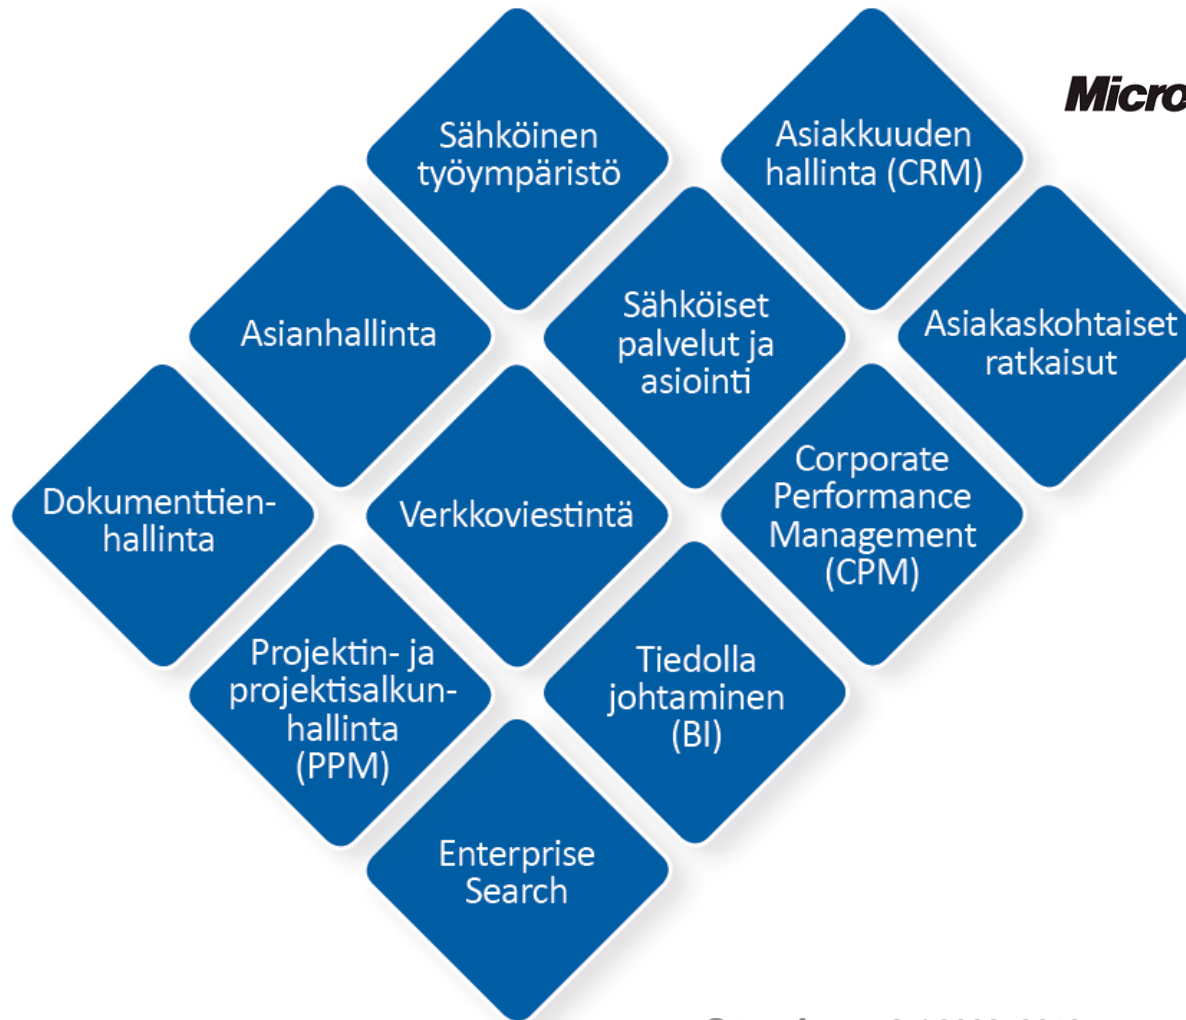 Sähköinen
työympäristö
Asiakkuuden
hallinta (CRM)
Micro
Asianhallinta
Sähköiset
palvelut ja
asiointi
Asiakaskohtaiset
ratkaisut
Dokumenttien-
hallinta
Verkkoviestintä
Corporate
Performance
Management
(CPM)
Projektin- ja
projektisalkun-
hallinta
(PPM)
Tiedolla
johtaminen
(BI)
Enterprise
Search